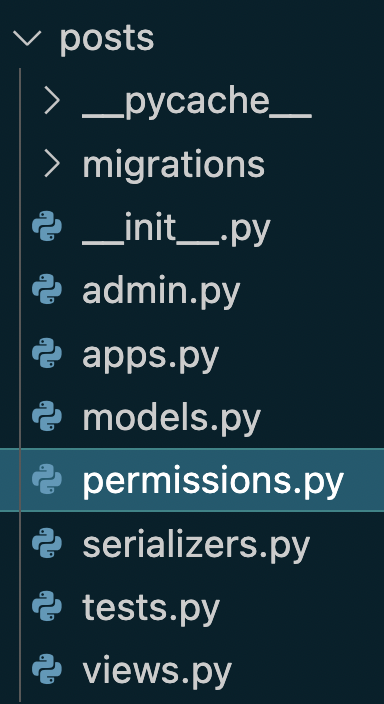 posts
__pycache__
migrations
__init__.py
admin.py
apps.py
models.py
permissions.py
serializers.py
tests.py
views.py